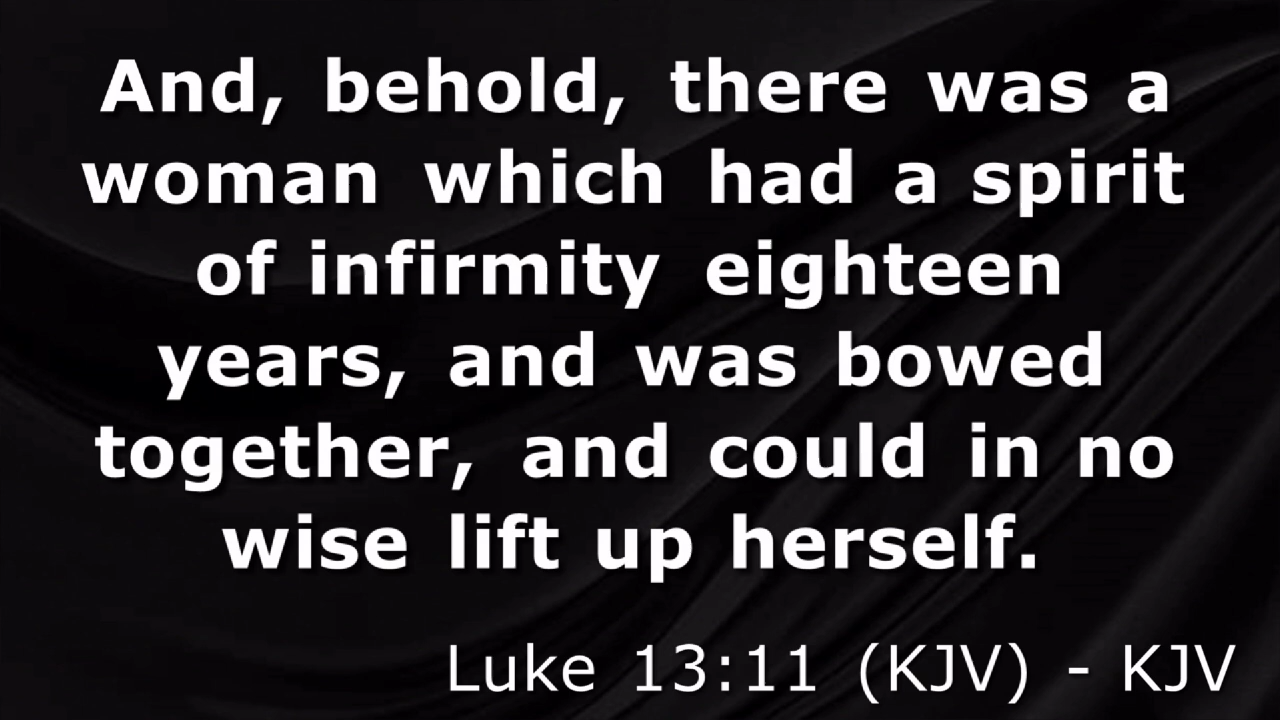 And, behold, there was a
woman which had a spirit
of infirmity eighteen
years, and was bowed
together, and could in no
wise lift up herself.
Luke 13:11 (KJV) - KJV